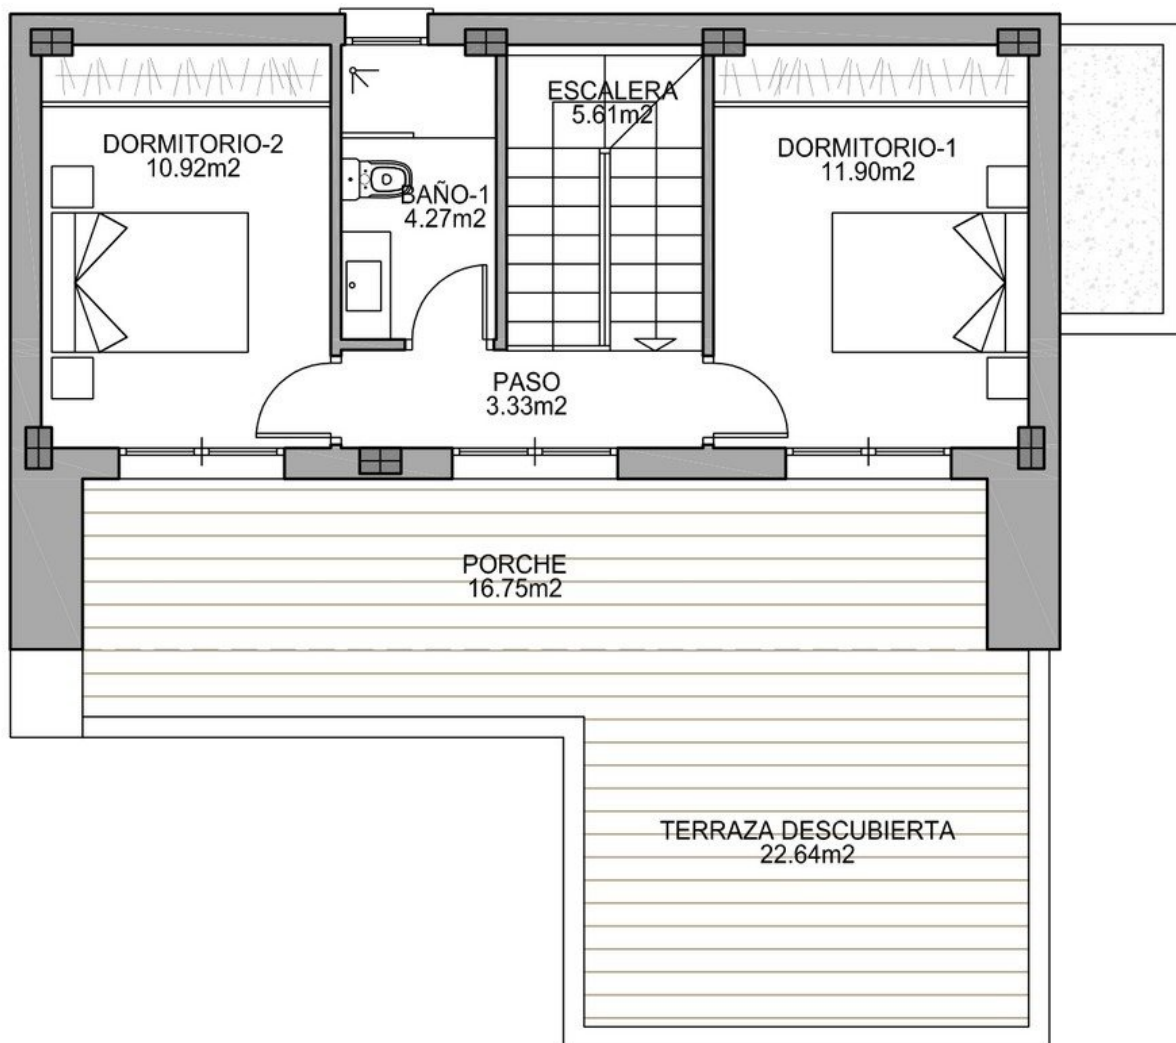 ESCALERA
5.61m2
DORMITORIO-2
10.92m2
DORMITORIO-1
11.90m2
BAÑO-1
4.27m2
PASO
3.33m2
PORCHE
16.75m2
TERRAZA DESCUBIERTA
22.64m2